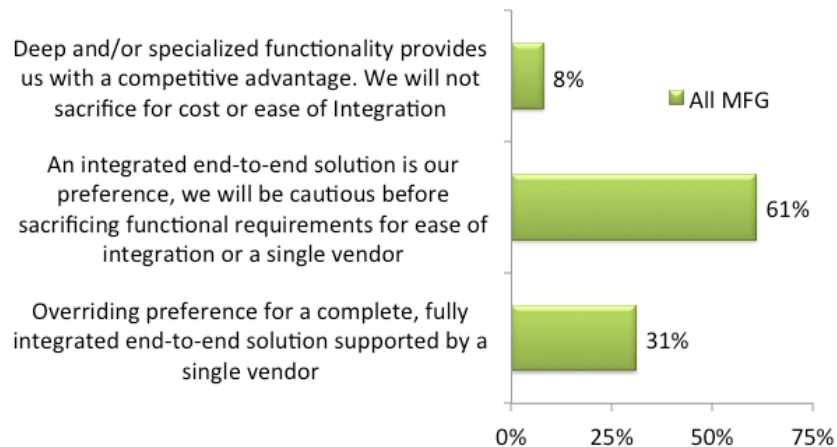 Deep and/or specialized functionality provides
us with a competitive advantage. We will not
sacrifice for cost or ease of Integration
8%
All MFG
An integrated end-to-end solution is our
preference, we will be cautious before
sacrificing functional requirements for ease of
integration or a single vendor
61%
Overriding preference for a complete, fully
integrated end-to-end solution supported by a
single vendor
31%
0% 25% 50% 75%